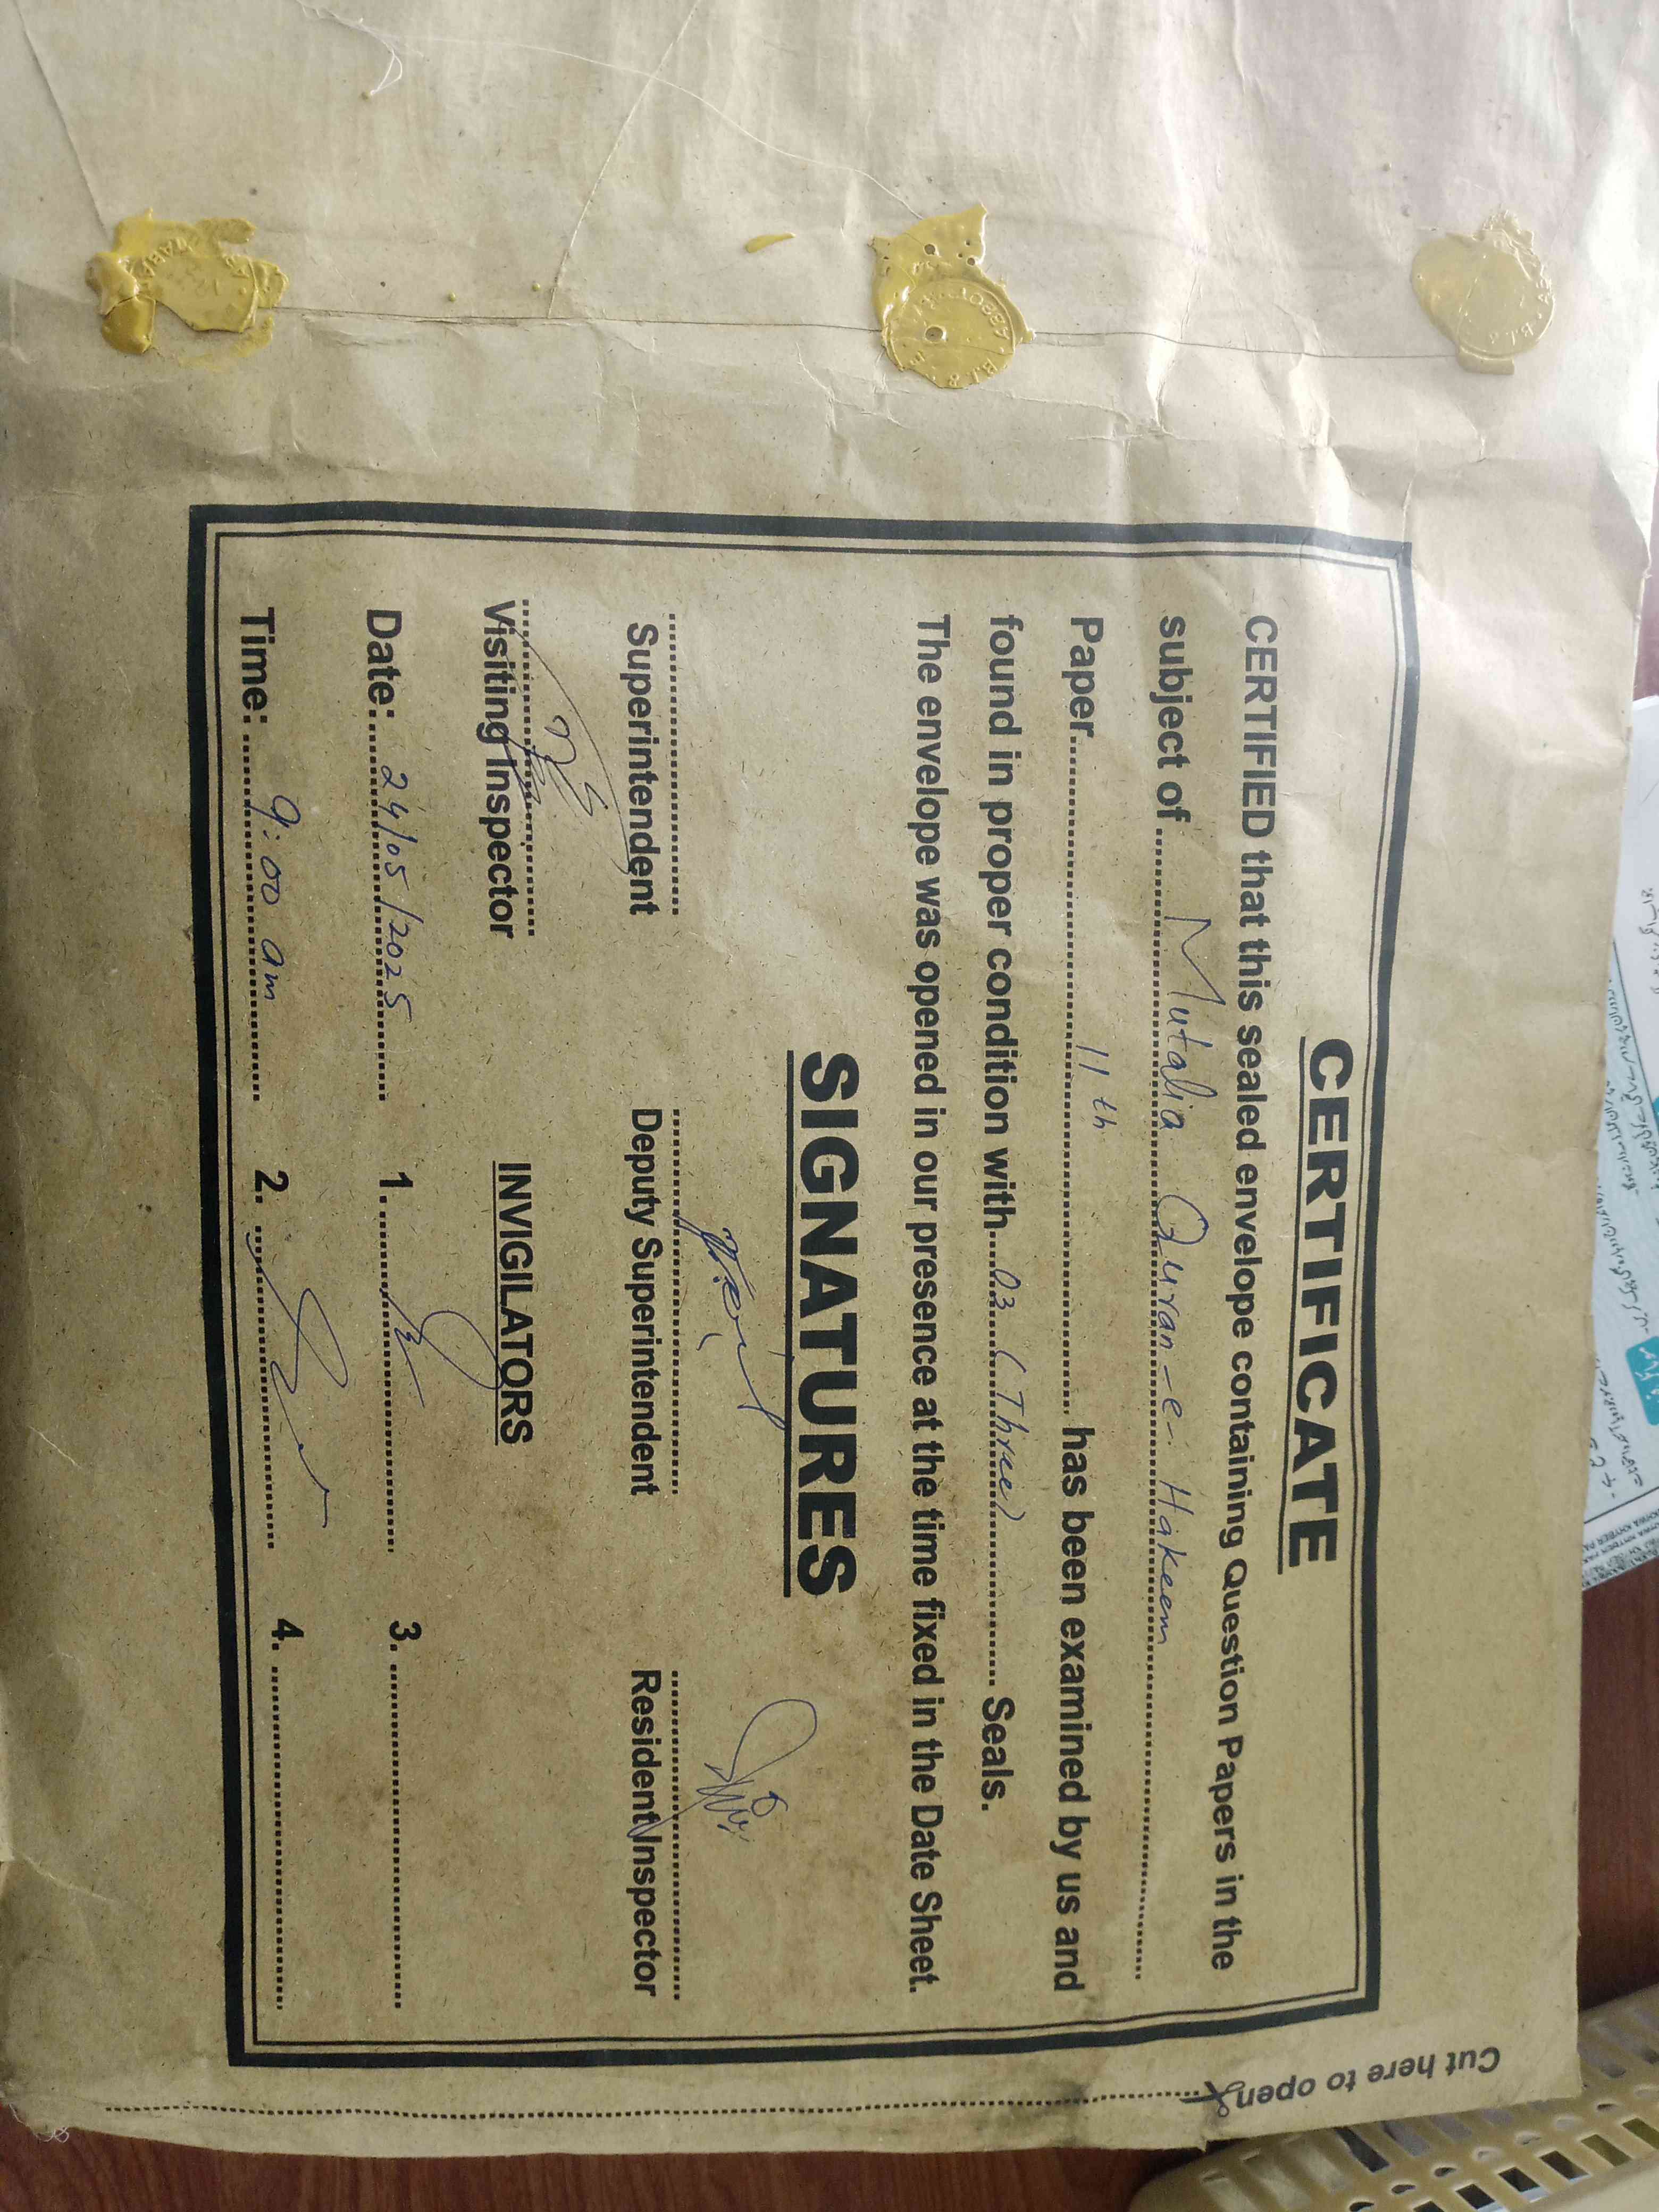 CERTIFICATE
CERTIFIED that this sealed envelope containing Question Papers in the
subject of Mutalia Quran-e-Hakeem
Paper 11th has been examined by us and
found in proper condition with 03 (Three) Seals.
The envelope was opened in our presence at the time fixed in the Date Sheet.
SIGNATURES
Superintendent Deputy Superintendent Resident Inspector
Visiting Inspector INVIGILATORS
Date: 24/05/2025 1. 3.
Time: 9:00 am 2. 4.
Cut here to open